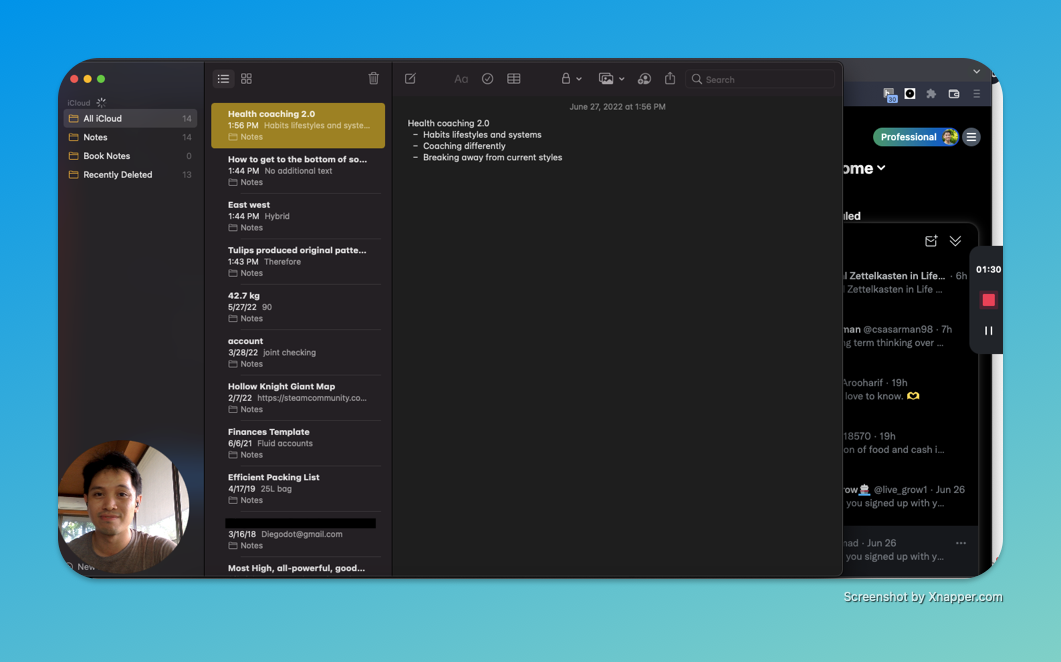 iCloud
All iCloud 14
Notes 14
Book Notes 0
Recently Deleted 13
New
Health coaching 2.0
1:56 PM Habits lifestyles and syste...
Notes
How to get to the bottom of so...
1:44 PM No additional text
Notes
East west
1:44 PM Hybrid
Notes
Tulips produced original patte...
1:43 PM Therefore
Notes
42.7 kg
5/27/22 90
Notes
account
3/28/22 joint checking
Notes
Hollow Knight Giant Map
2/7/22 https://steamcommunity.co...
Notes
Finances Template
6/6/21 Fluid accounts
Notes
Efficient Packing List
4/17/19 25L bag
Notes
3/16/18 Diegodot@gmail.com
Notes
Most High, all-powerful, good...
Aa
Search
June 27, 2022 at 1:56 PM
Health coaching 2.0
– Habits lifestyles and systems
– Coaching differently
– Breaking away from current styles
30
Professional
ome
led
l Zettelkasten in Life... · 6h
l Zettelkasten in Life ...
man @csasarman98 · 7h
ng term thinking over ...
Arooharif · 19h
love to know. 🫶
18570 · 19h
on of food and cash i...
row @live_grow1 · Jun 26
you signed up with y...
nad · Jun 26
you signed up with y...
01:30
Screenshot by Xnapper.com